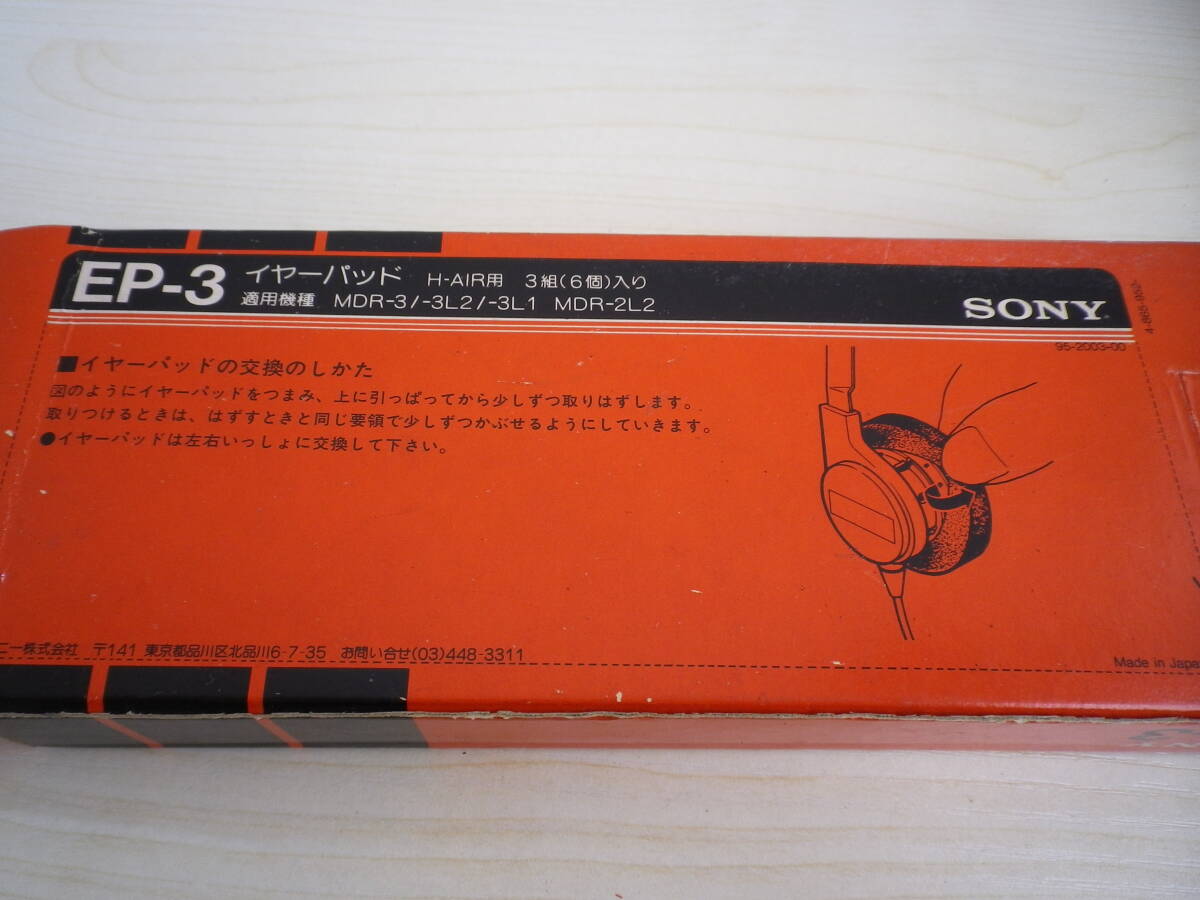 EP-3 イヤーパッド H-AIR用 3組(6個)入り
適用機種 MDR-3/-3L2/-3L1 MDR-2L2
SONY
95-2003-00
■イヤーパッドの交換のしかた
図のようにイヤーパッドをつまみ、上に引っぱってから少しずつ取りはずします。
取りつけるときは、はずすときと同じ要領で少しずつかぶせるようにしていきます。
●イヤーパッドは左右いっしょに交換して下さい。
ニー株式会社 〒141 東京都品川区北品川6-7-35 お問い合せ(03)448-3311
Made in Japan